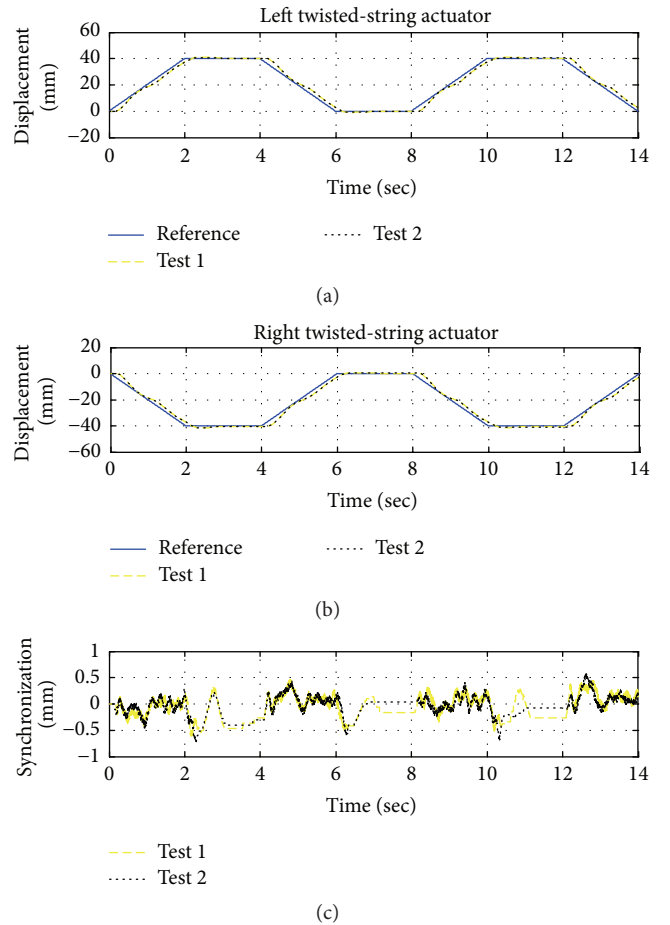 Left twisted-string actuator
60
40
20
0
−20
Displacement
(mm)
0 2 4 6 8 10 12 14
Time (sec)
Reference
Test 1
Test 2
(a)
Right twisted-string actuator
20
0
−20
−40
−60
Displacement
(mm)
0 2 4 6 8 10 12 14
Time (sec)
Reference
Test 1
Test 2
(b)
1
0.5
0
−0.5
−1
Synchronization
(mm)
0 2 4 6 8 10 12 14
Time (sec)
Test 1
Test 2
(c)